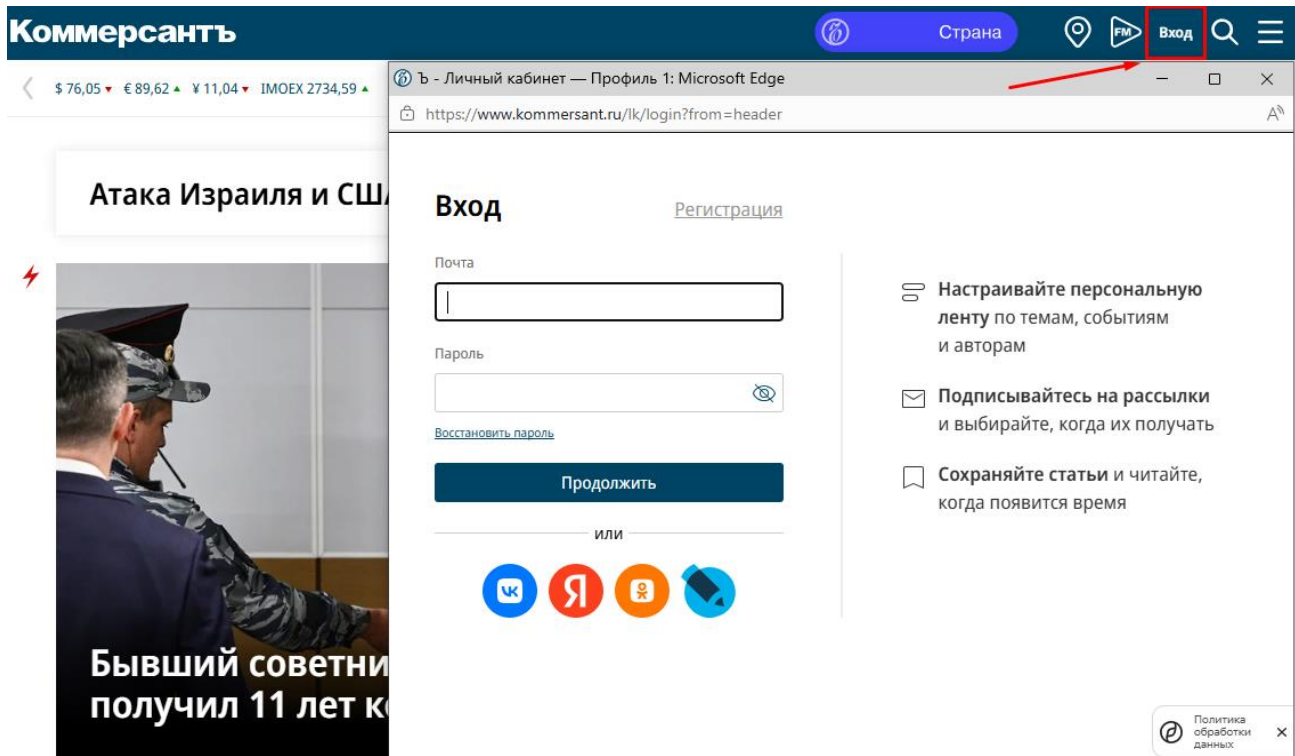 Коммерсантъ
Страна
FM
Вход
$ 76,05 € 89,62 ¥ 11,04 IMOEX 2734,59
Ъ - Личный кабинет — Профиль 1: Microsoft Edge
https://www.kommersant.ru/lk/login?from=header
Атака Израиля и США
Вход
Регистрация
Почта
Пароль
Восстановить пароль
Продолжить
или
Настраивайте персональную
ленту по темам, событиям
и авторам
Подписывайтесь на рассылки
и выбирайте, когда их получать
Сохраняйте статьи и читайте,
когда появится время
Бывший советни
получил 11 лет
Политика
обработки
данных